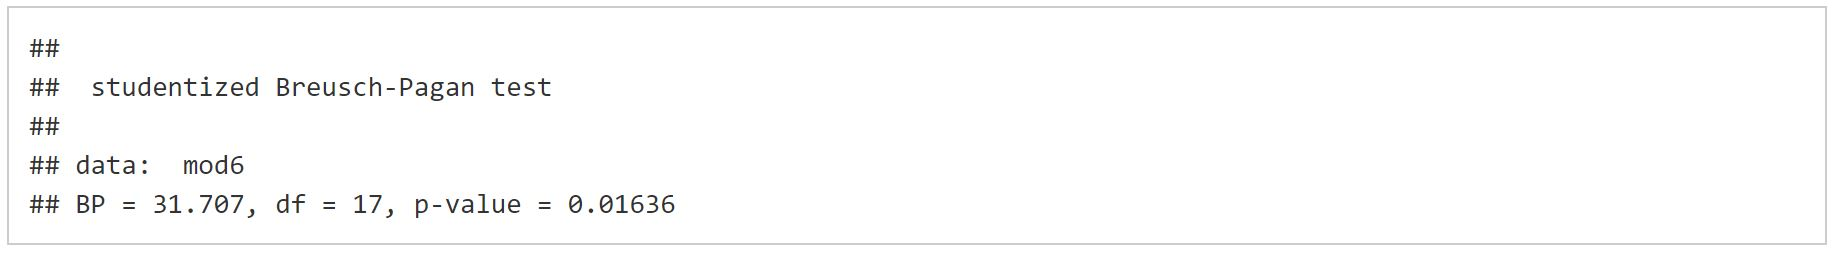 ##
##  studentized Breusch-Pagan test
##
## data:  mod6
## BP = 31.707, df = 17, p-value = 0.01636